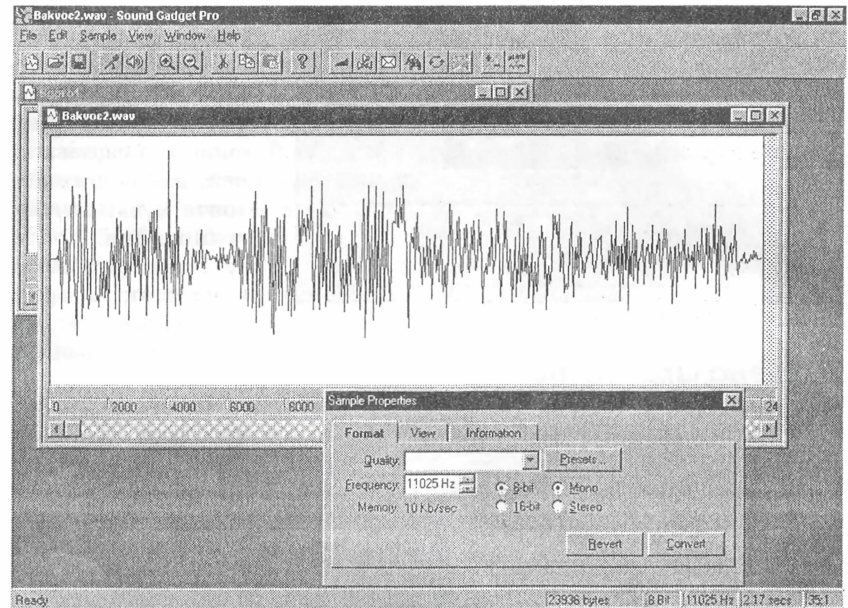 Bakvoc2.wav - Sound Gadget Pro
File Edit Sample View Window Help
Bakvoc2.wav
0 2000 4000 6000 8000 24
Sample Properties
Format View Information
Quality: Presets...
Frequency: 11025 Hz 8-bit Mono
Memory: 10 Kb/sec 16-bit Stereo
Revert Convert
Ready 23936 bytes 8 Bit 11025 Hz 2.17 secs 35:1